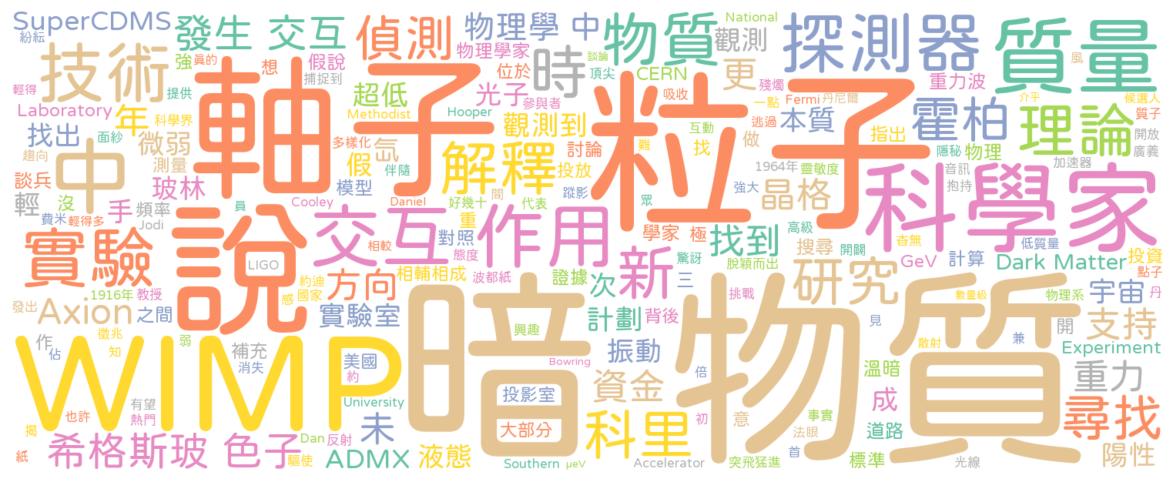 SuperCDMS
紛紜
發生 交互
偵測
物理學 中
物質
National
觀測
探測器
質量
技術
強
真的
假說
想
物理學家
位於
談論
頂尖
時
更
CERN
殘燭
重力波
風
輕得
提供
捕捉到
超低
光子
參與者
吸收
一點
Fermi
丹尼爾
介乎
候選人
質子
Laboratory
年
科學界
軸子
Methodist
Hooper
粒子
逃過
本質
指出
霍柏
理論
找出
面紗
微弱
多樣化
觀測到
互動
找
做
隱秘
物理
開放
廣義
趨向
測量
假
氙
伴隨
解釋
討論
投放
難
1964年
靈敏度
音訊
加速器
談兵
中
玻林
模型
間
蹤影
強大
晶格
抱持
科學家
輕
沒
手
頻率
Cooley
Daniel
好幾十
代表
眾
費米
輕得多
Jodi
員
說
交互作用
重
對照
態度
學家
極
找到
高級
搜尋
開闢
杳無
低質量
實驗
LIGO
相較
驚訝
新
脫穎而出
GeV
計算
Dark Matter
投資
點子
1916年
教授
約迪
國家
感
方向
相輔相成
波都紙
證據
次
三
研究
數量級
物理系
宇宙
丹
發出
Axion
之間
實驗室
興趣
計劃
背後
挑戰
見
開
支持
徵兆
知
弱
作
佔
補充
消失
美國
約
暗物質
Bowring
振動
倍
散射
兼
Experiment
WIMP
投影室
資金
溫暗
重力
有望
University
大部分
科里
初
意
事實
成
尋找
也許
熱門
揭
未
法眼
道路
首
紙
希格斯玻 色子
Dan
反射
驅使
ADMX
液態
Southern
μeV
Accelerator
突飛猛進
標準
光線
陽性